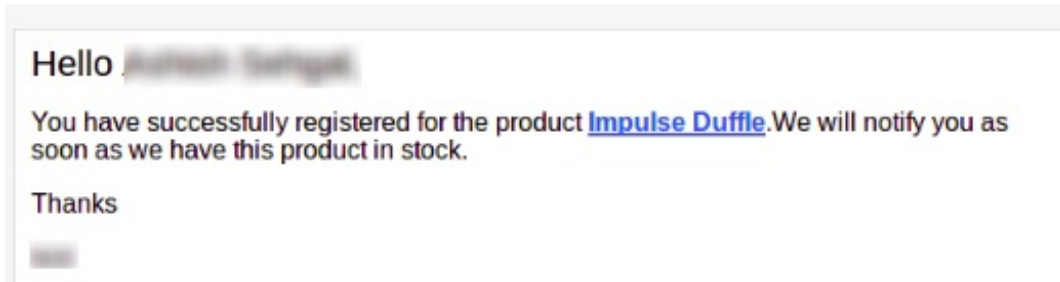 Hello
You have successfully registered for the product Impulse Duffle.We will notify you as
soon as we have this product in stock.
Thanks